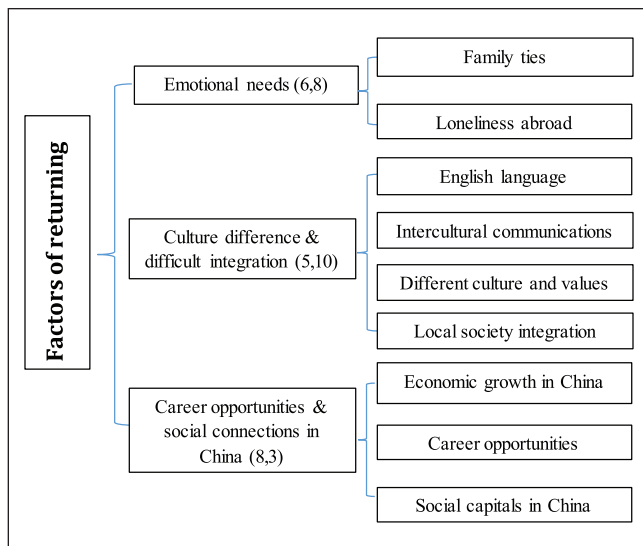 Factors of returning
Emotional needs (6,8)
Family ties
Loneliness abroad
Culture difference &
difficult integration (5,10)
English language
Intercultural communications
Different culture and values
Local society integration
Career opportunities &
social connections in
China (8,3)
Economic growth in China
Career opportunities
Social capitals in China